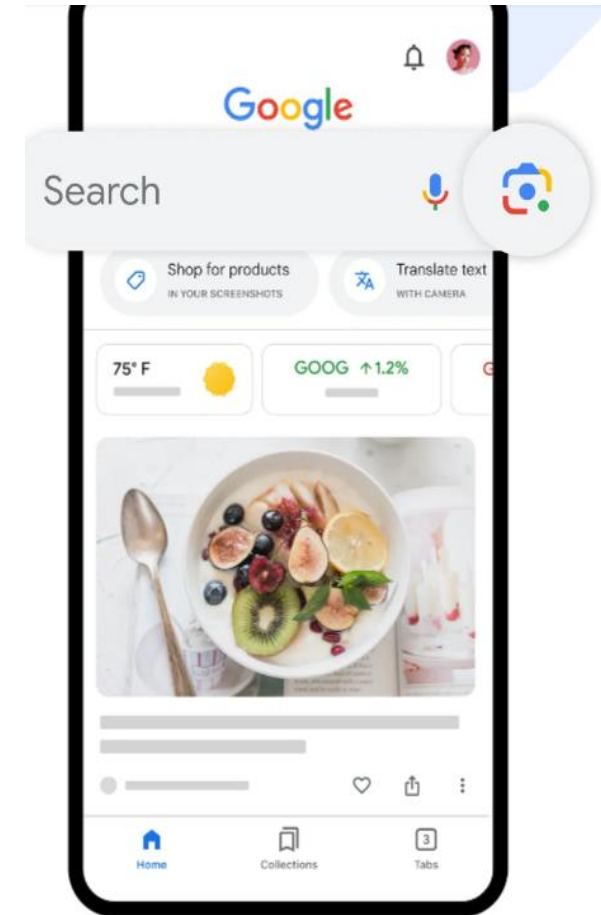 Google
Search
Shop for products
IN YOUR SCREENSHOTS
Translate text
WITH CAMERA
75° F
GOOG ↑1.2%
G
3
Home
Collections
Tabs